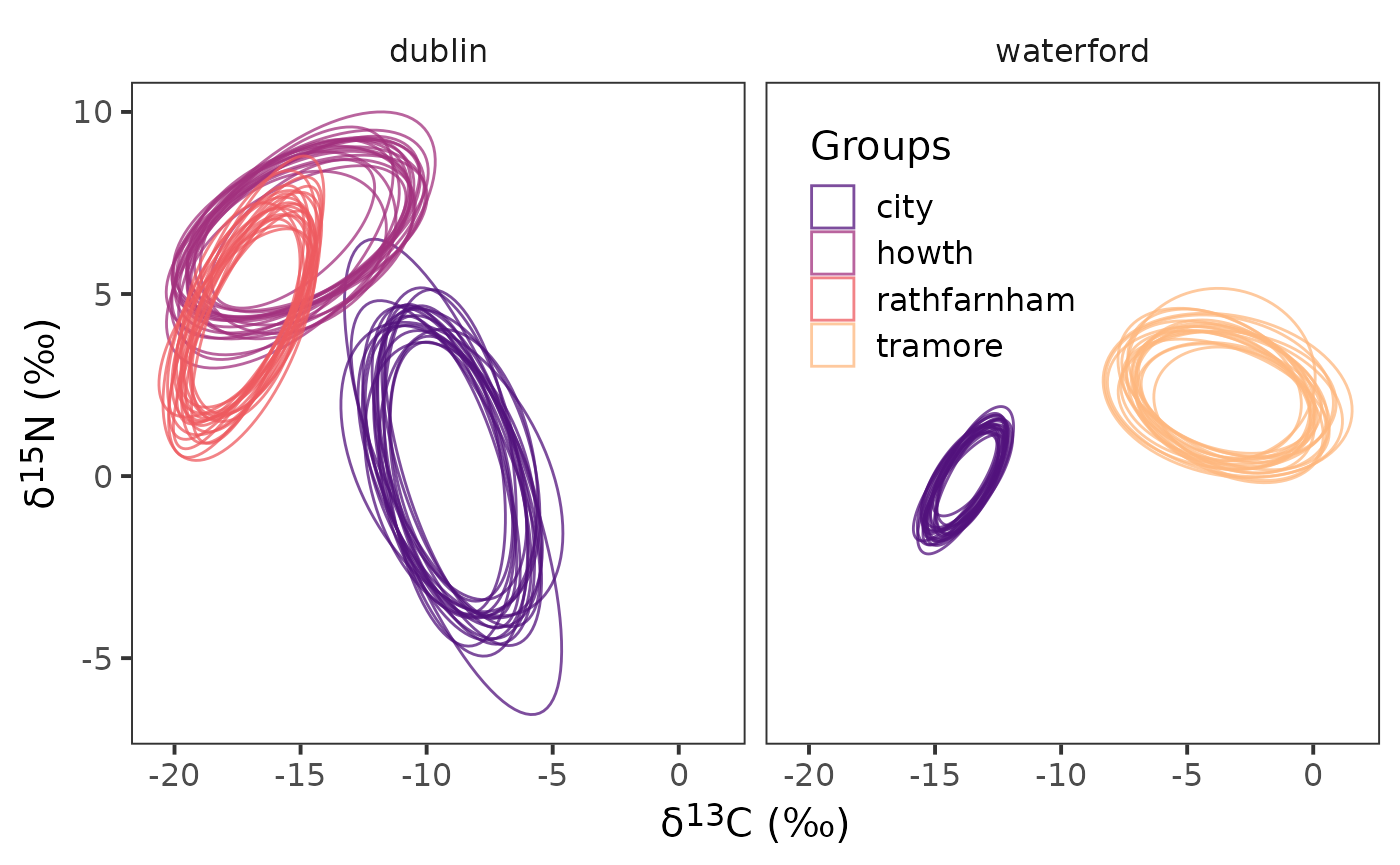 dublin
waterford
10
5
0
-5
δ¹⁵N (‰)
Groups
city
howth
rathfarnham
tramore
-20 -15 -10 -5 0
-20 -15 -10 -5 0
δ¹³C (‰)